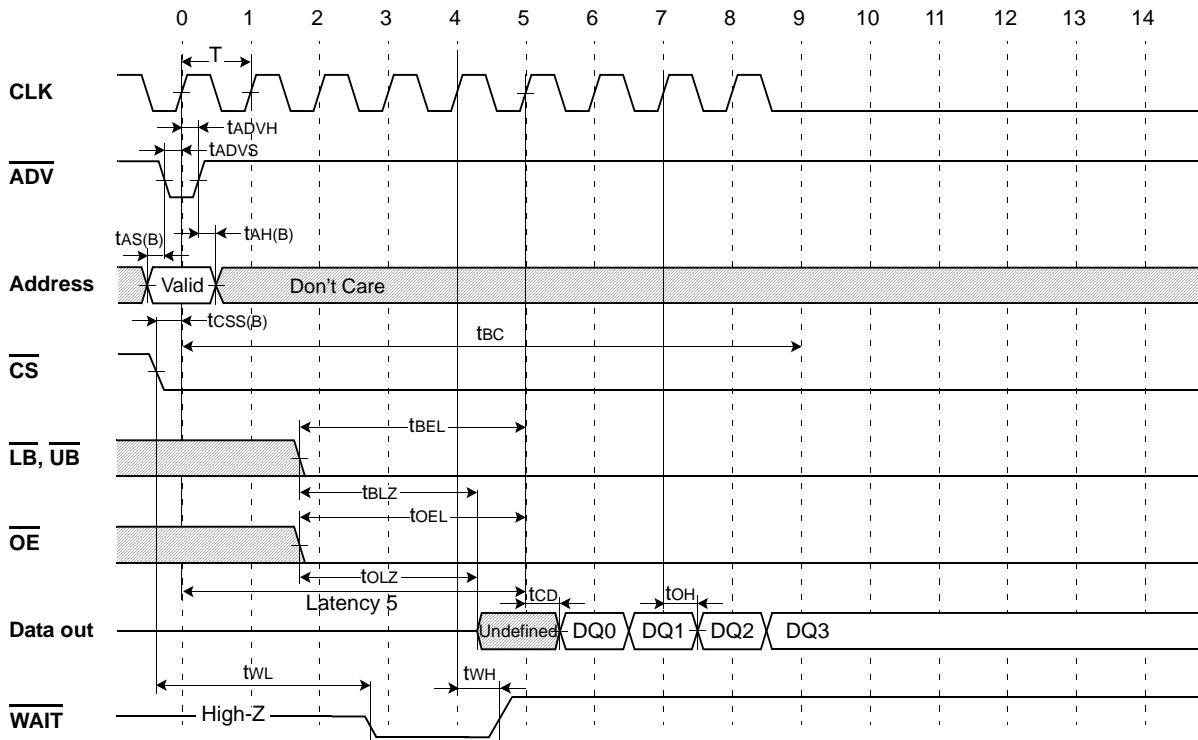 0 1 2 3 4 5 6 7 8 9 10 11 12 13 14
T
CLK
tADVH
tADVS
ADV
tAS(B)
tAH(B)
Address
Valid
Don't Care
tCSS(B)
tBC
CS
tBEL
LB, UB
tBLZ
tOEL
OE
tOLZ
tCD
tOH
Latency 5
Data out
Undefined
DQ0
DQ1
DQ2
DQ3
tWL
tWH
High-Z
WAIT